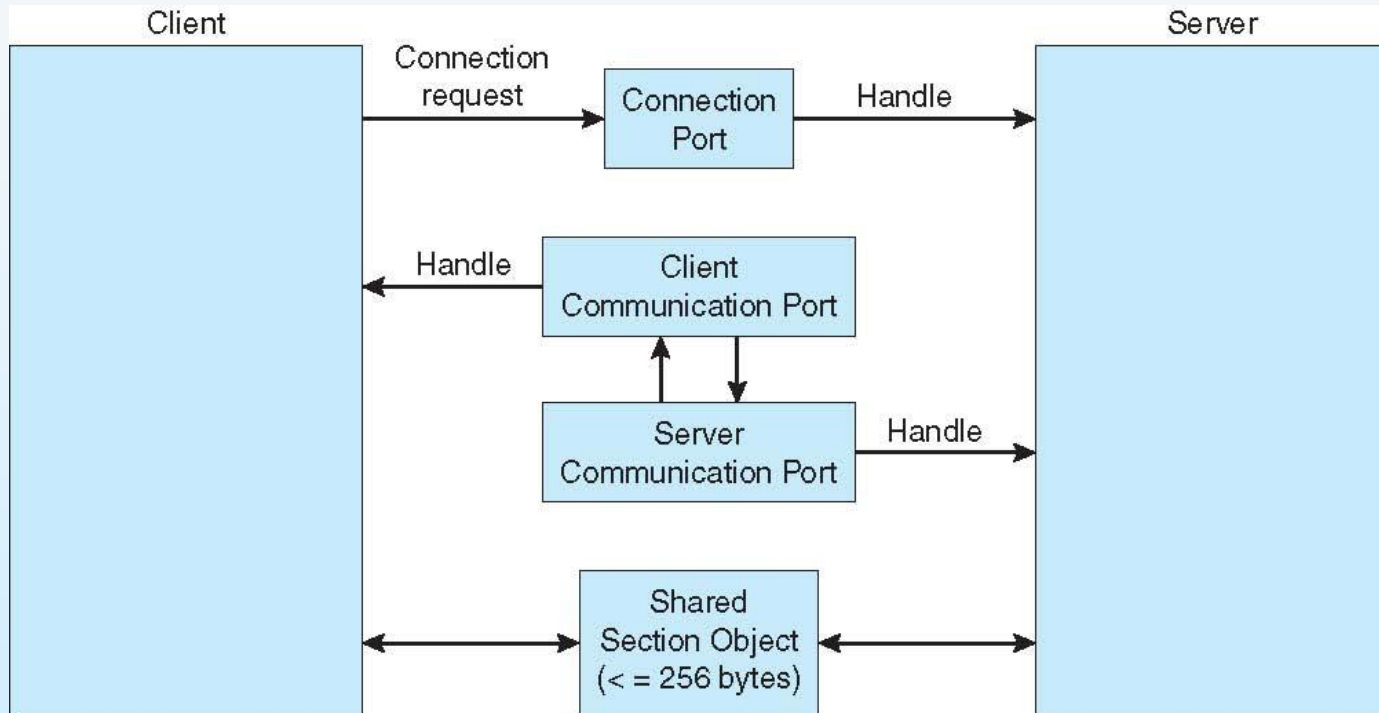 Client
Server
Connection
request
Connection
Port
Handle
Handle
Client
Communication Port
Server
Communication Port
Handle
Shared
Section Object
(< = 256 bytes)